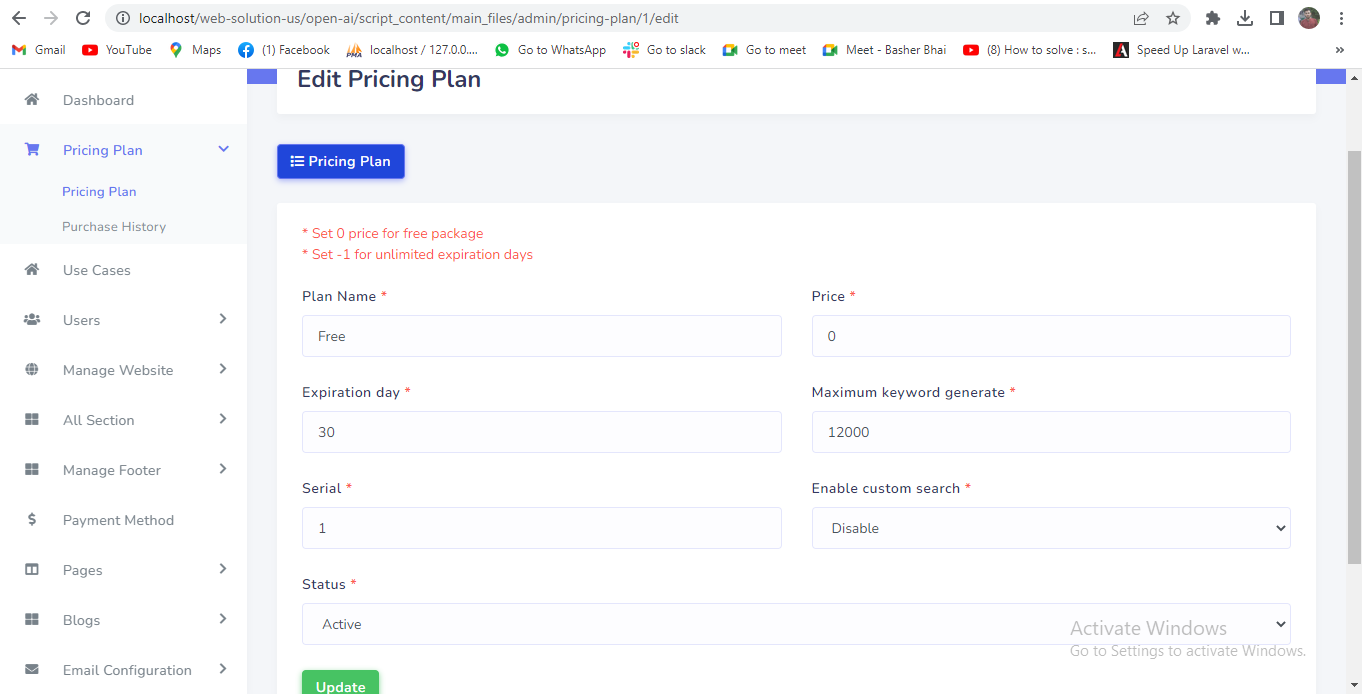 localhost/web-solution-us/open-ai/script_content/main_files/admin/pricing-plan/1/edit
Gmail YouTube Maps (1) Facebook localhost / 127.0.0.... Go to WhatsApp Go to slack Go to meet Meet - Basher Bhai (8) How to solve : s... Speed Up Laravel w... »
Edit Pricing Plan
Dashboard
Pricing Plan
Pricing Plan
Purchase History
Use Cases
Users
Manage Website
All Section
Manage Footer
Payment Method
Pages
Blogs
Email Configuration
Pricing Plan
* Set 0 price for free package
* Set -1 for unlimited expiration days
Plan Name * Price *
Free 0
Expiration day * Maximum keyword generate *
30 12000
Serial * Enable custom search *
1 Disable
Status *
Active
Activate Windows
Go to Settings to activate Windows.
Update